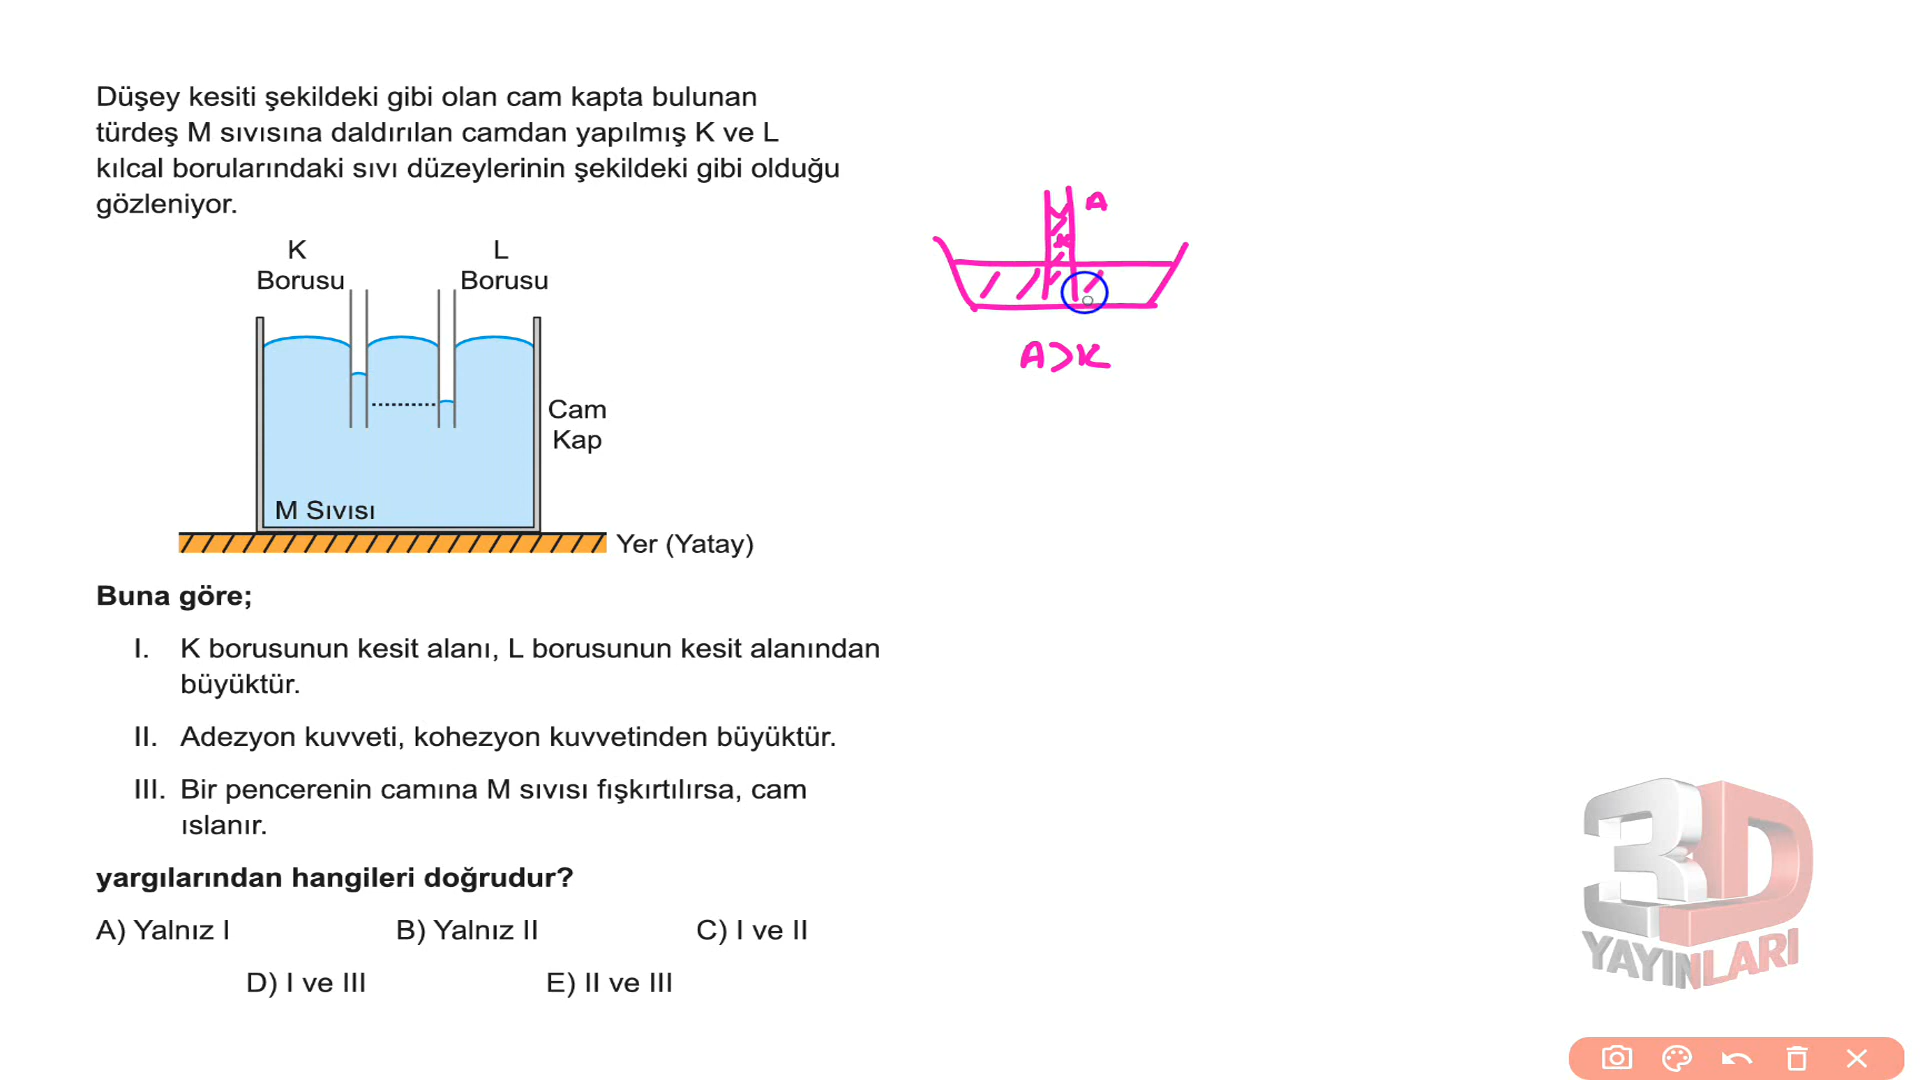 Düşey kesiti şekildeki gibi olan cam kapta bulunan
türdeş M sıvısına daldırılan camdan yapılmış K ve L
kılcal borularındaki sıvı düzeylerinin şekildeki gibi olduğu
gözleniyor.
K
Borusu
L
Borusu
Cam
Kap
M Sıvısı
Yer (Yatay)
Buna göre;
I. K borusunun kesit alanı, L borusunun kesit alanından
büyüktür.
II. Adezyon kuvveti, kohezyon kuvvetinden büyüktür.
III. Bir pencerenin camına M sıvısı fışkırtılırsa, cam
ıslanır.
yargılarından hangileri doğrudur?
A) Yalnız I B) Yalnız II C) I ve II
D) I ve III E) II ve III
A
K
A>K
3D
YAYINLARI